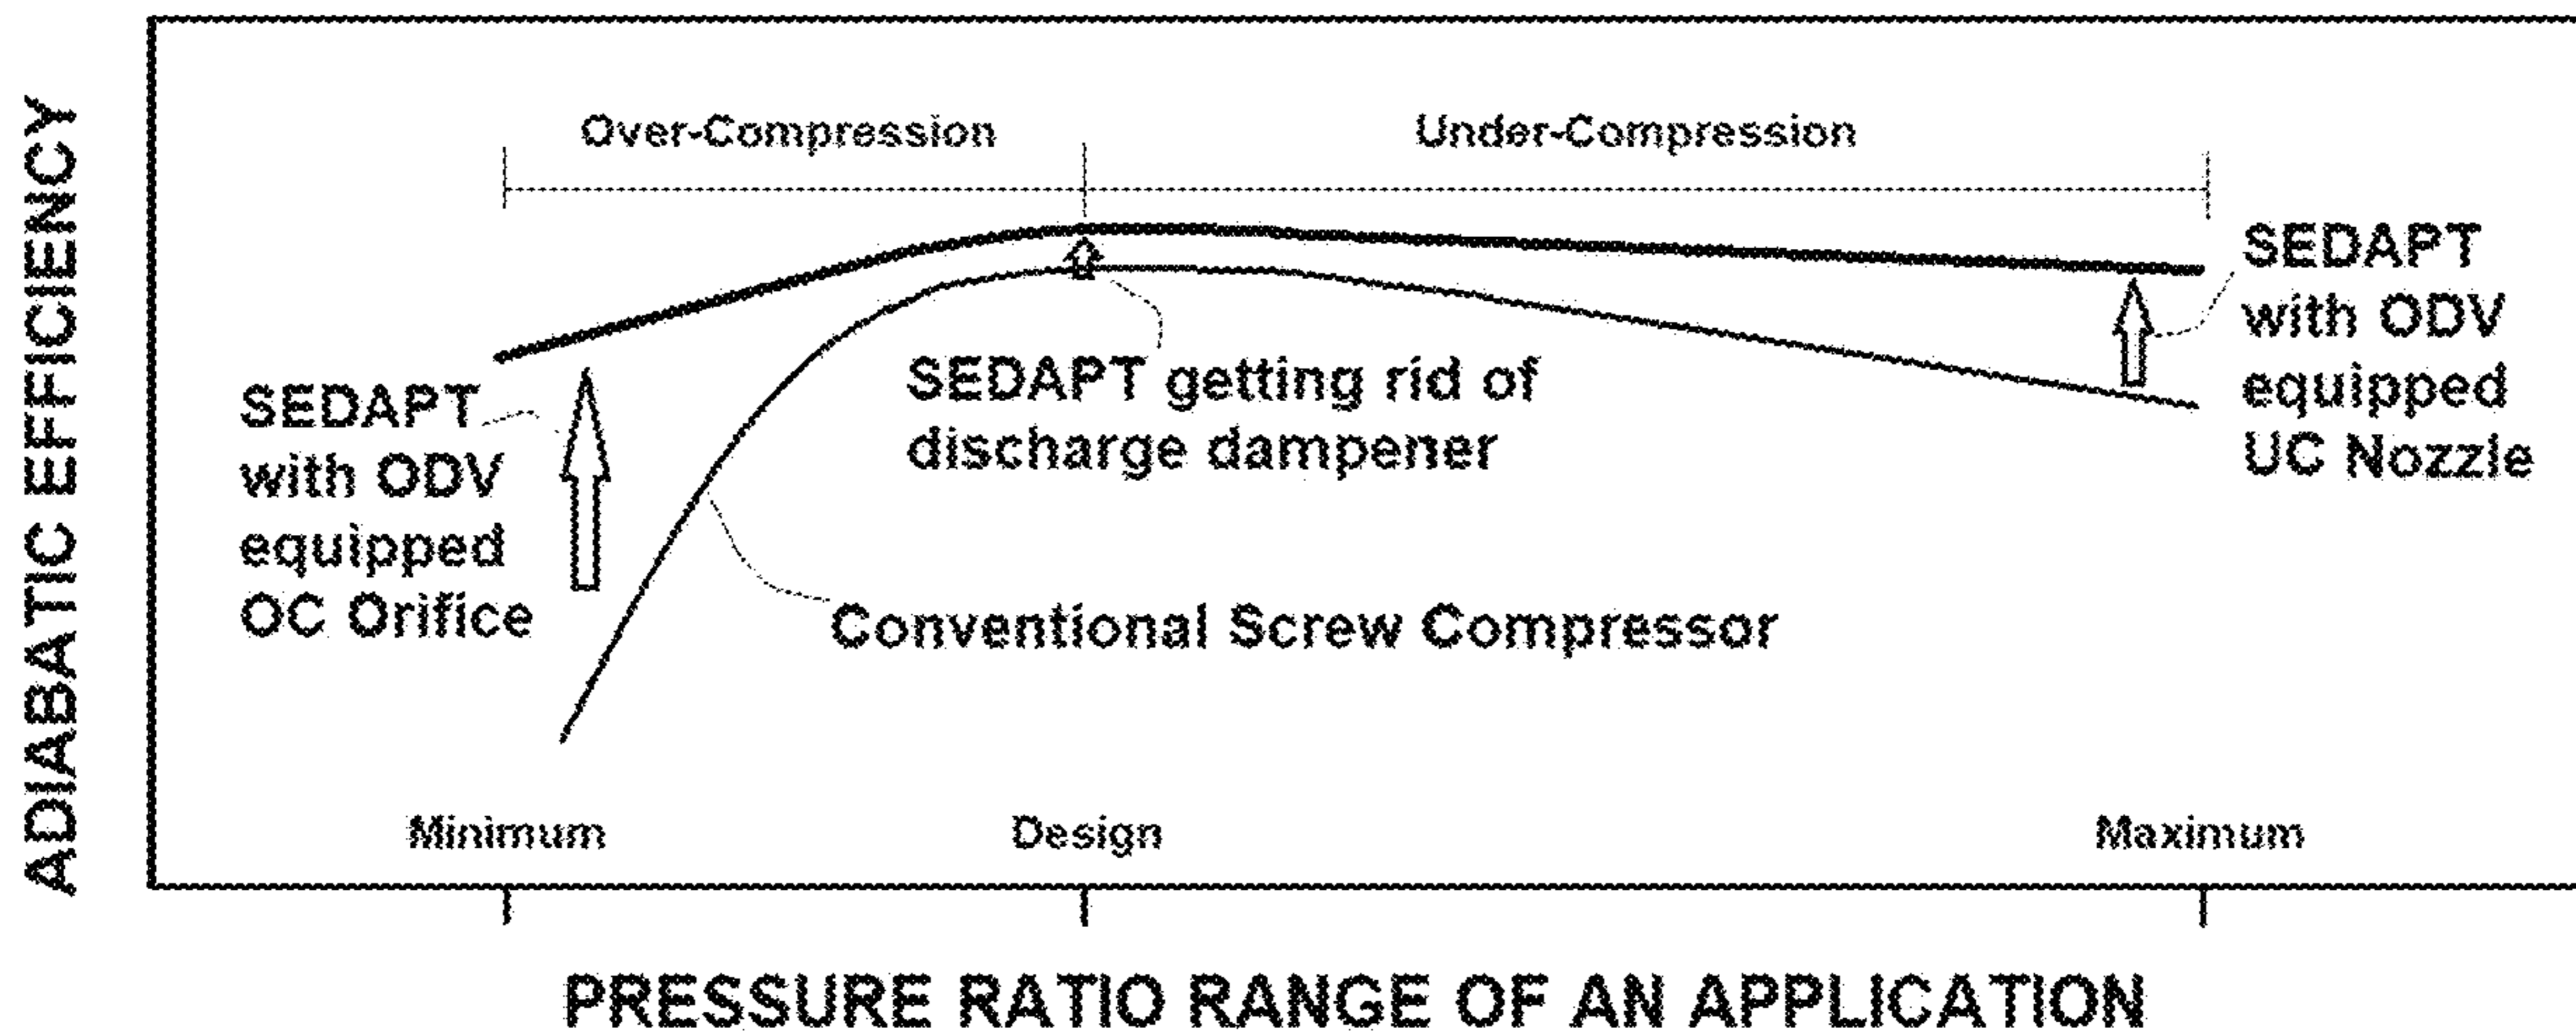 ADIABATIC EFFICIENCY
Over-Compression
Under-Compression
SEDAPT
with ODV
equipped
UC Nozzle
SEDAPT getting rid of
discharge dampener
SEDAPT
with ODV
equipped
OC Orifice
Conventional Screw Compressor
Minimum
Design
Maximum
PRESSURE RATIO RANGE OF AN APPLICATION